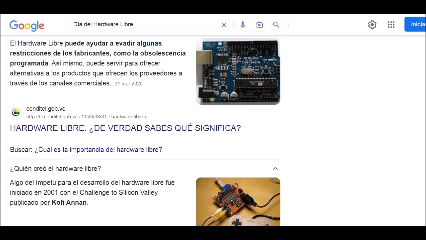 Google
Día del Hardware Libre
Inicia
El Hardware Libre puede ayudar a evadir algunas
restricciones de los fabricantes, como la obsolescencia
programada. Así mismo, puede servir para ofrecer
alternativas a los productos que ofrecen los proveedores a
través de los canales comerciales.
cenditel.gob.ve
HARDWARE LIBRE. ¿DE VERDAD SABES QUÉ SIGNIFICA?
Buscar: ¿Cuál es la importancia del hardware libre?
¿Quién creó el hardware libre?
Algo del ímpetu para el desarrollo del hardware libre fue
iniciado en 2001 con el Challenge to Silicon Valley
publicado por Kofi Annan.